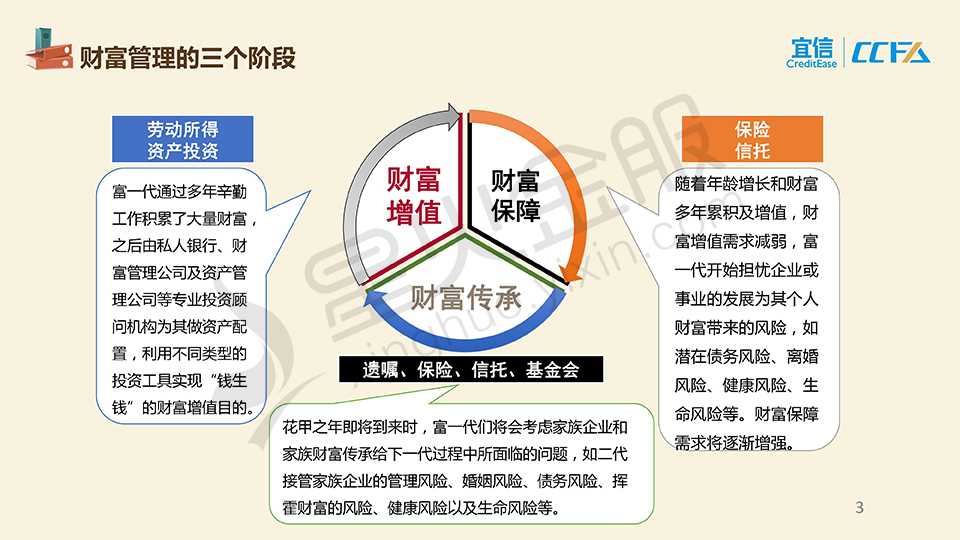 财富管理的三个阶段
宜信
CreditEase
CCFA
劳动所得
资产投资
富一代通过多年辛勤
工作积累了大量财富，
之后由私人银行、财
富管理公司及资产管
理公司等专业投资顾
问机构为其做资产配
置，利用不同类型的
投资工具实现“钱生
钱”的财富增值目的。
财富
增值
财富
保障
财富传承
遗嘱、保险、信托、基金会
保险
信托
随着年龄增长和财富
多年累积及增值，财
富增值需求减弱，富
一代开始担忧企业或
事业的发展为其个人
财富带来的风险，如
潜在债务风险、离婚
风险、健康风险、生
命风险等。财富保障
需求将逐渐增强。
花甲之年即将到来时，富一代们将会考虑家族企业和
家族财富传承给下一代过程中所面临的问题，如二代
接管家族企业的管理风险、婚姻风险、债务风险、挥
霍财富的风险、健康风险以及生命风险等。
星火金服
xinghuo.yixin.com
3